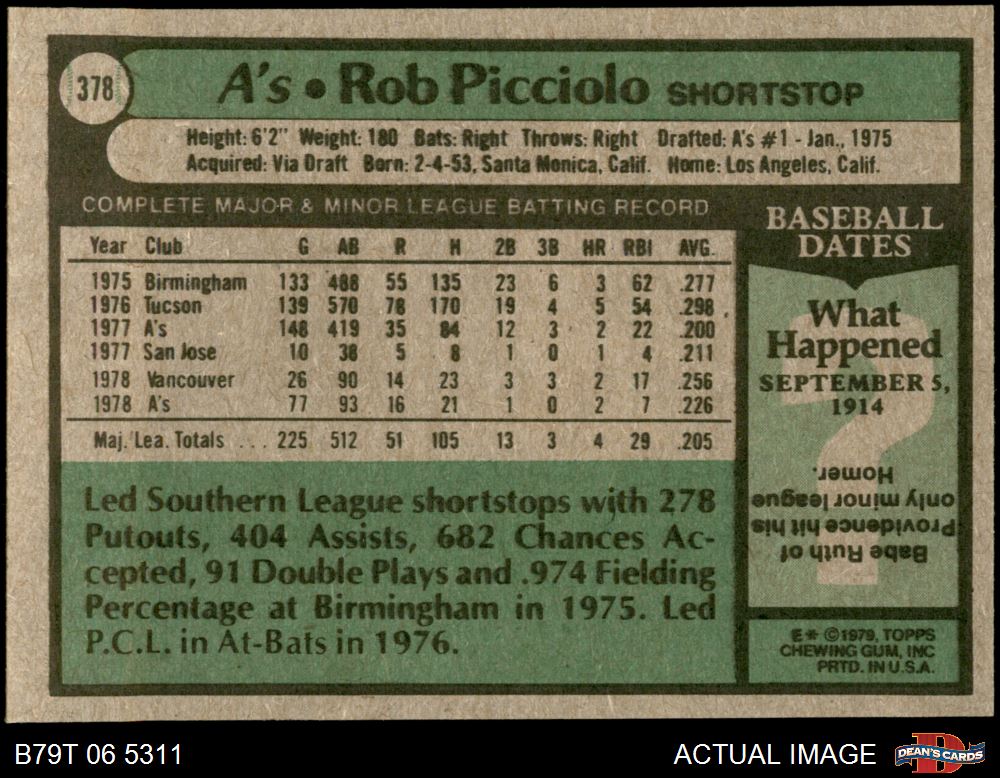 378
A's • Rob Picciolo SHORTSTOP
Height: 6'2" Weight: 180 Bats: Right Throws: Right Drafted: A's #1 - Jan., 1975
Acquired: Via Draft Born: 2-4-53, Santa Monica, Calif. Home: Los Angeles, Calif.
COMPLETE MAJOR & MINOR LEAGUE BATTING RECORD
Year Club G AB R H 2B 3B HR RBI AVG.
1975 Birmingham 133 488 55 135 23 6 3 62 .277
1976 Tucson 139 570 78 170 19 4 5 54 .298
1977 A's 148 419 35 84 12 3 2 22 .200
1977 San Jose 10 38 5 8 1 0 1 4 .211
1978 Vancouver 26 90 14 23 3 3 2 17 .256
1978 A's 77 93 16 21 1 0 2 7 .226
Maj. Lea. Totals ... 225 512 51 105 13 3 4 29 .205
Led Southern League shortstops with 278
Putouts, 404 Assists, 682 Chances Ac-
cepted, 91 Double Plays and .974 Fielding
Percentage at Birmingham in 1975. Led
P.C.L. in At-Bats in 1976.
BASEBALL
DATES
What
Happened
SEPTEMBER 5,
1914
?
Babe Ruth of
Providence hit his
only minor league
Homer.
E* ©1979, TOPPS
CHEWING GUM, INC
PRTD. IN U.S.A.
B79T 06 5311
ACTUAL IMAGE
D
DEAN'S CARDS